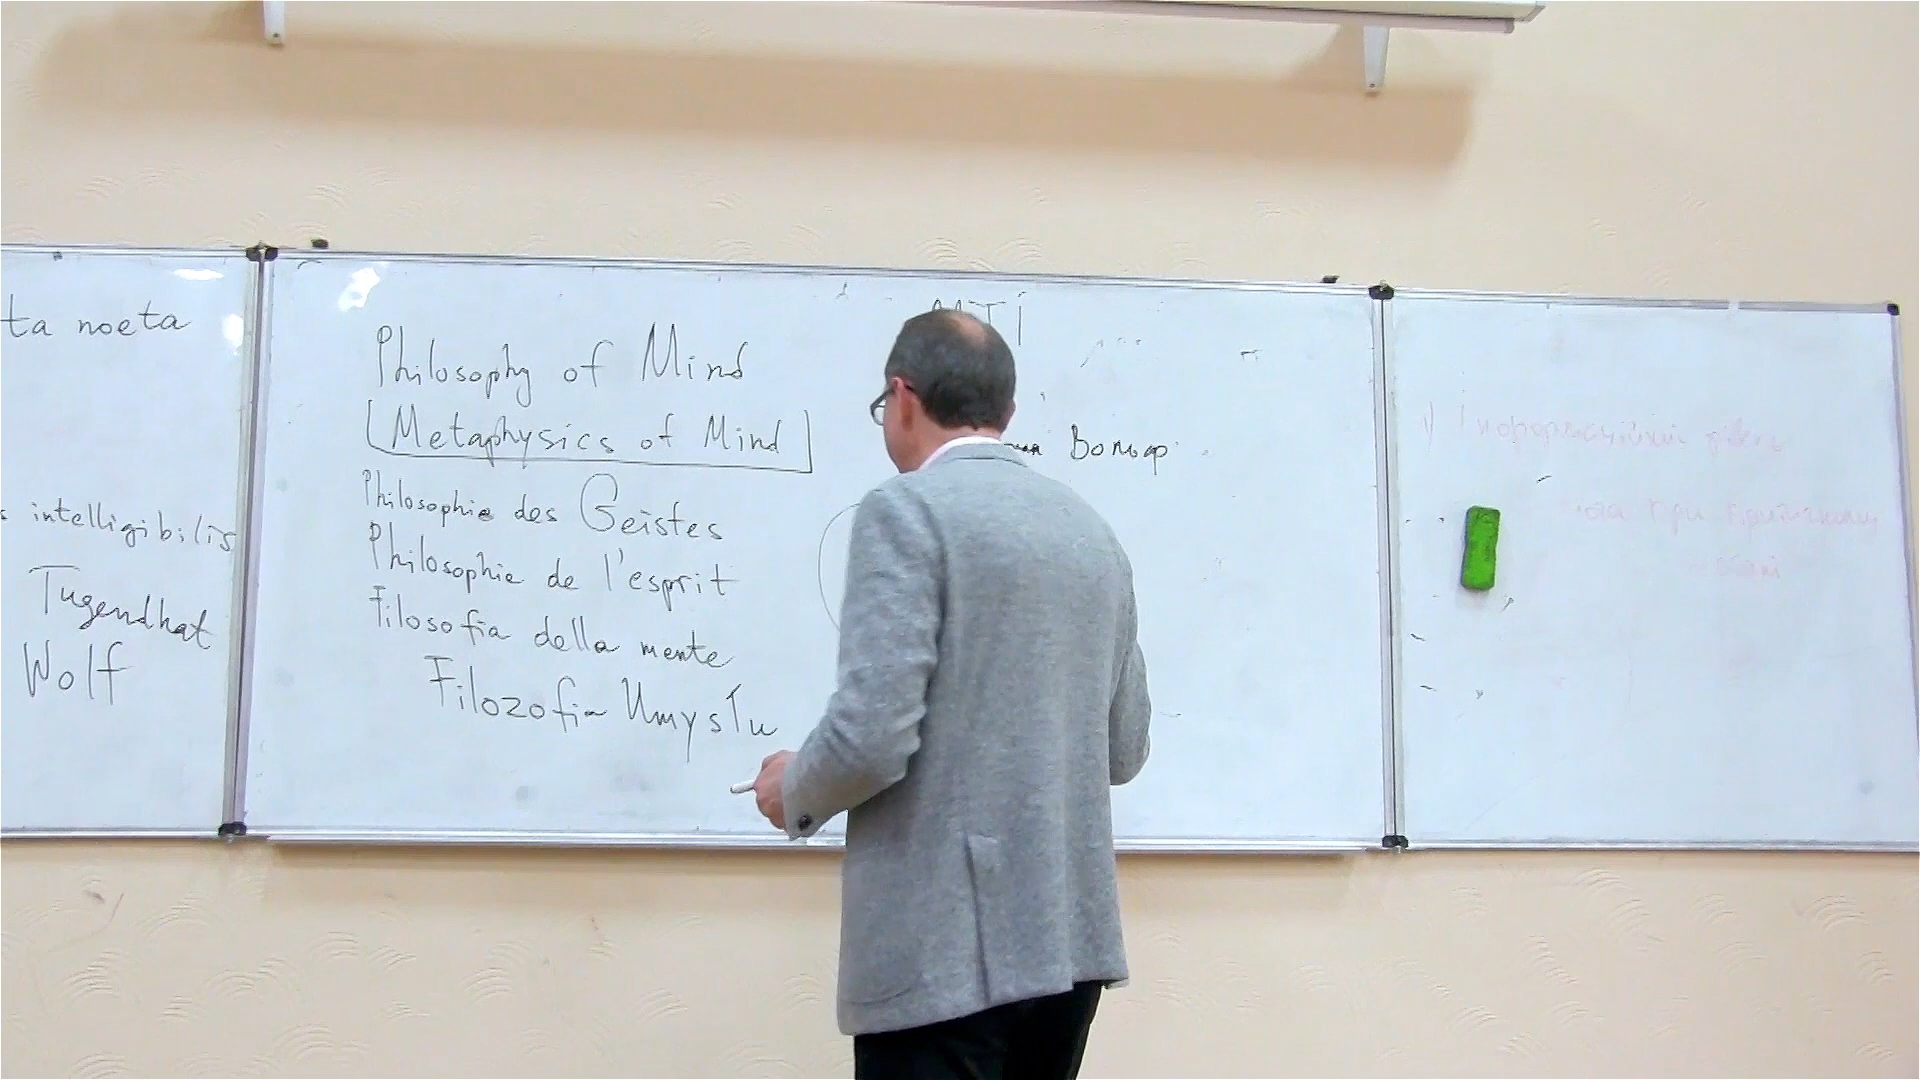 ta noeta
intelligibilis
Tugendhat
Wolf
Philosophy of Mind
[Metaphysics of Mind]
Philosophie des Geistes
Philosophie de l'esprit
Filosofia della mente
Filozofia Umysłu
Вольф